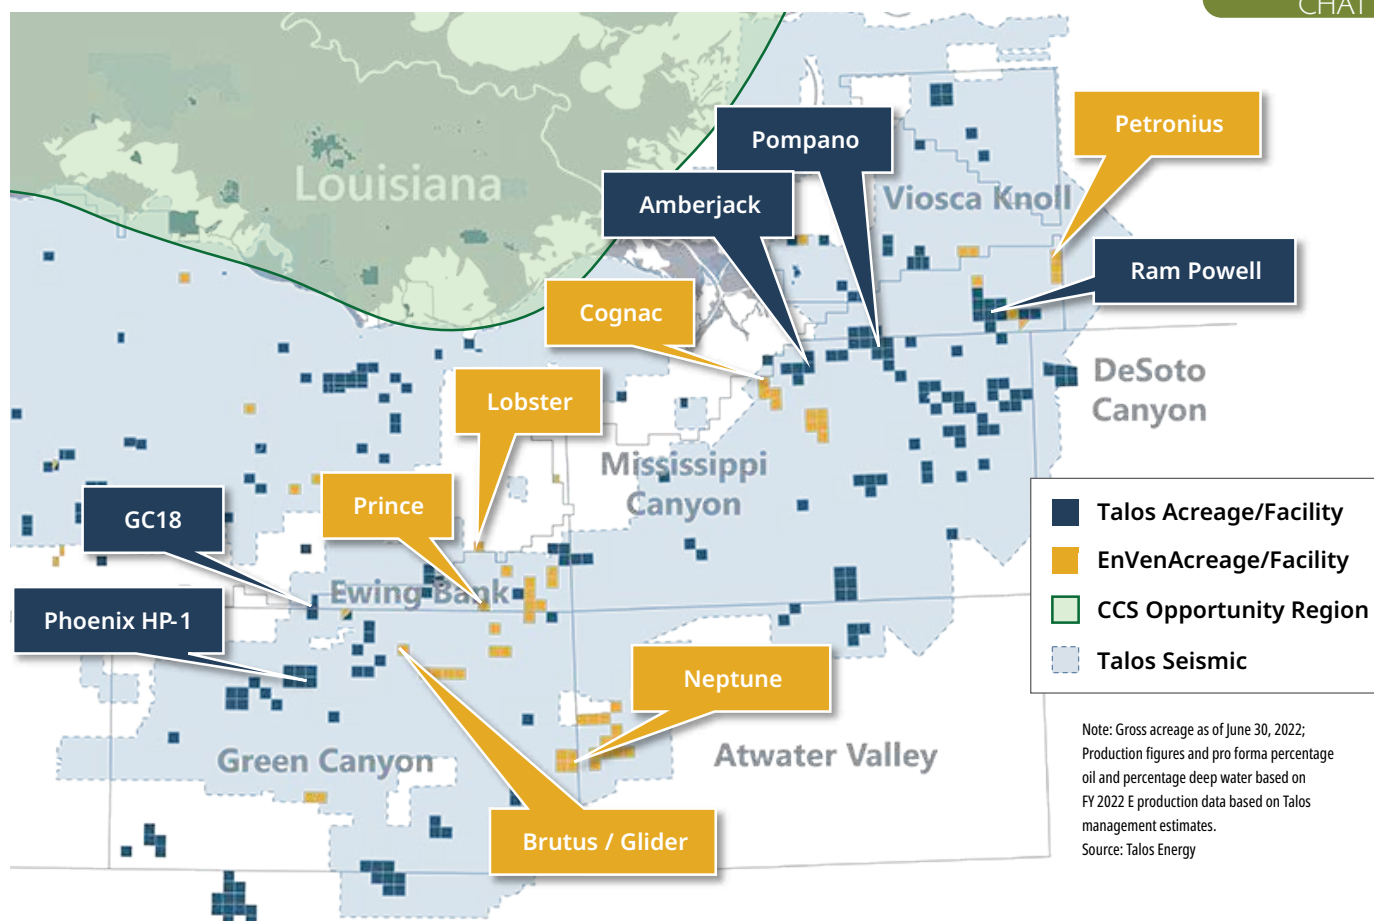 CHAT
Louisiana
Pompano
Petronius
Amberjack
Viosca Knoll
Ram Powell
Cognac
DeSoto
Canyon
Lobster
Mississippi
Canyon
Prince
GC18
Ewing Bank
Phoenix HP-1
Neptune
Green Canyon
Atwater Valley
Brutus / Glider
Talos Acreage/Facility
EnVenAcreage/Facility
CCS Opportunity Region
Talos Seismic
Note: Gross acreage as of June 30, 2022;
Production figures and pro forma percentage
oil and percentage deep water based on
FY 2022 E production data based on Talos
management estimates.
Source: Talos Energy